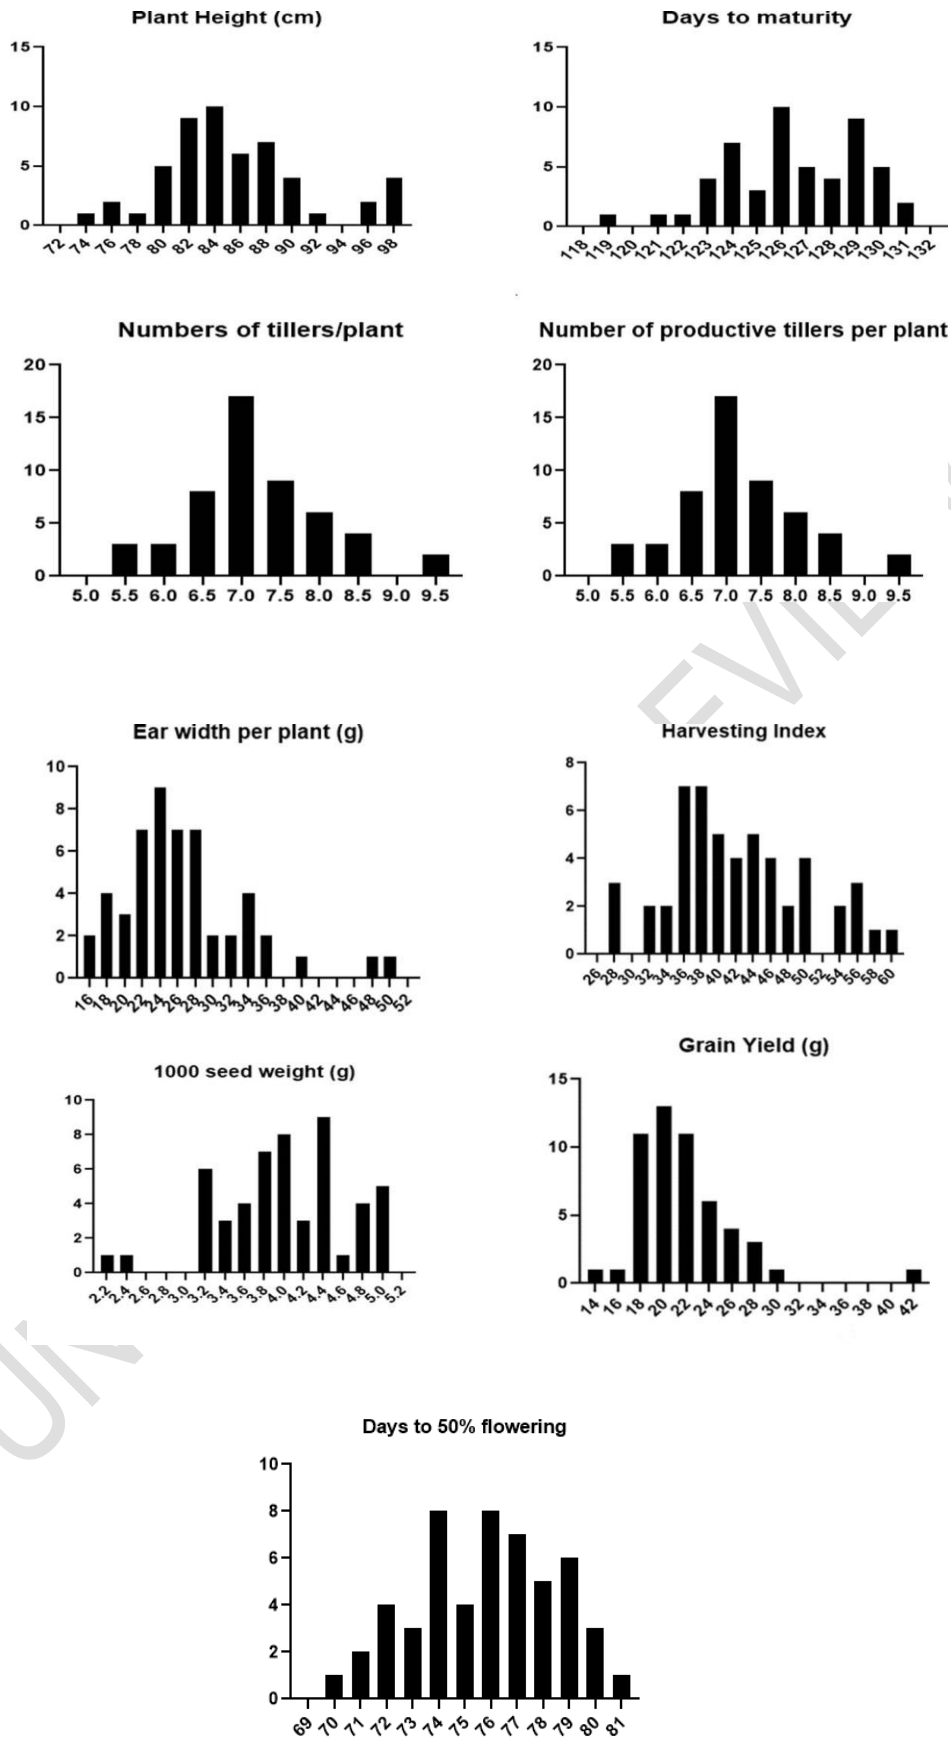 Plant Height (cm)
15
10
5
0
72 74 76 78 80 82 84 86 88 90 92 94 96 98
Days to maturity
15
10
5
0
118 119 120 121 122 123 124 125 126 127 128 129 130 131 132
Numbers of tillers/plant
20
15
10
5
0
5.0 5.5 6.0 6.5 7.0 7.5 8.0 8.5 9.0 9.5
Number of productive tillers per plant
20
15
10
5
0
5.0 5.5 6.0 6.5 7.0 7.5 8.0 8.5 9.0 9.5
Ear width per plant (g)
10
8
6
4
2
0
16 18 20 22 24 26 28 30 32 34 36 38 40 42 44 46 48 50 52
Harvesting Index
8
6
4
2
0
26 28 30 32 34 36 38 40 42 44 46 48 50 52 54 56 58 60
1000 seed weight (g)
10
8
6
4
2
0
2.2 2.4 2.6 2.8 3.0 3.2 3.4 3.6 3.8 4.0 4.2 4.4 4.6 4.8 5.0 5.2
Grain Yield (g)
15
10
5
0
14 16 18 20 22 24 26 28 30 32 34 36 38 40 42
Days to 50% flowering
10
8
6
4
2
0
69 70 71 72 73 74 75 76 77 78 79 80 81